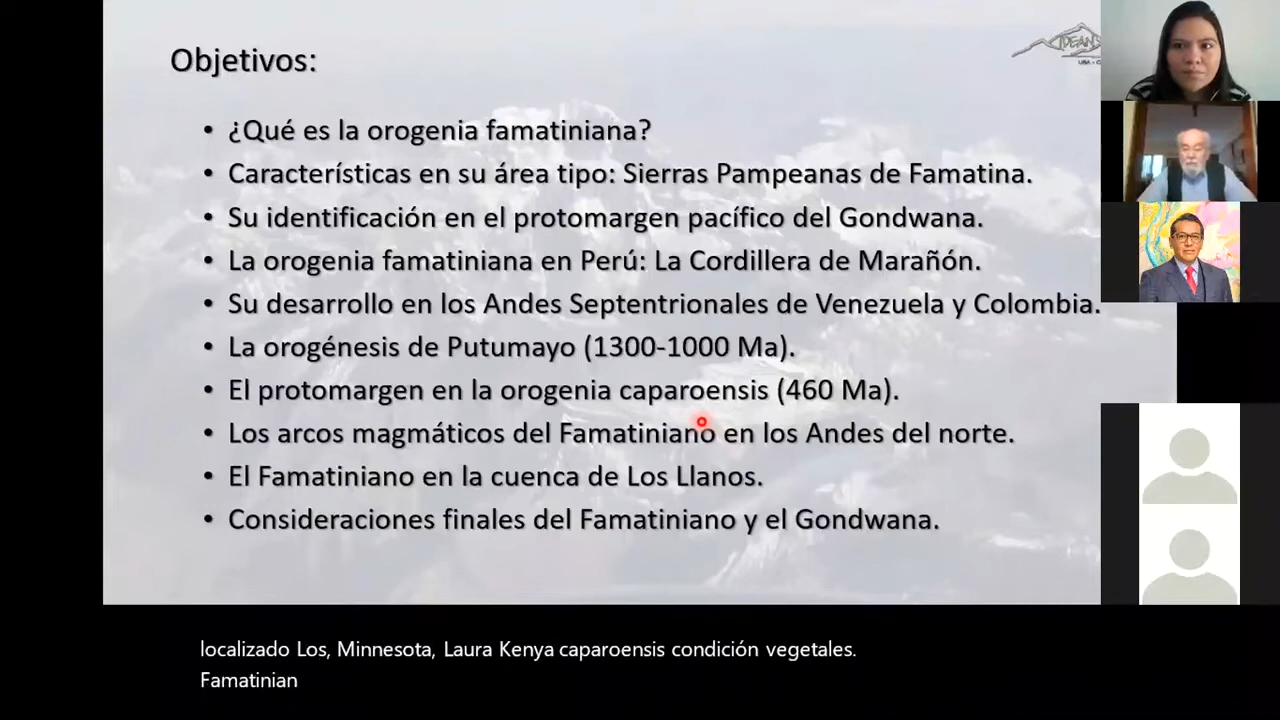 Objetivos:
• ¿Qué es la orogenia famatiniana?
• Características en su área tipo: Sierras Pampeanas de Famatina.
• Su identificación en el protomargen pacífico del Gondwana.
• La orogenia famatiniana en Perú: La Cordillera de Marañón.
• Su desarrollo en los Andes Septentrionales de Venezuela y Colombia.
• La orogénesis de Putumayo (1300-1000 Ma).
• El protomargen en la orogenia caparoensis (460 Ma).
• Los arcos magmáticos del Famatiniano en los Andes del norte.
• El Famatiniano en la cuenca de Los Llanos.
• Consideraciones finales del Famatiniano y el Gondwana.
localizado Los, Minnesota, Laura Kenya caparoensis condición vegetales.
Famatinian